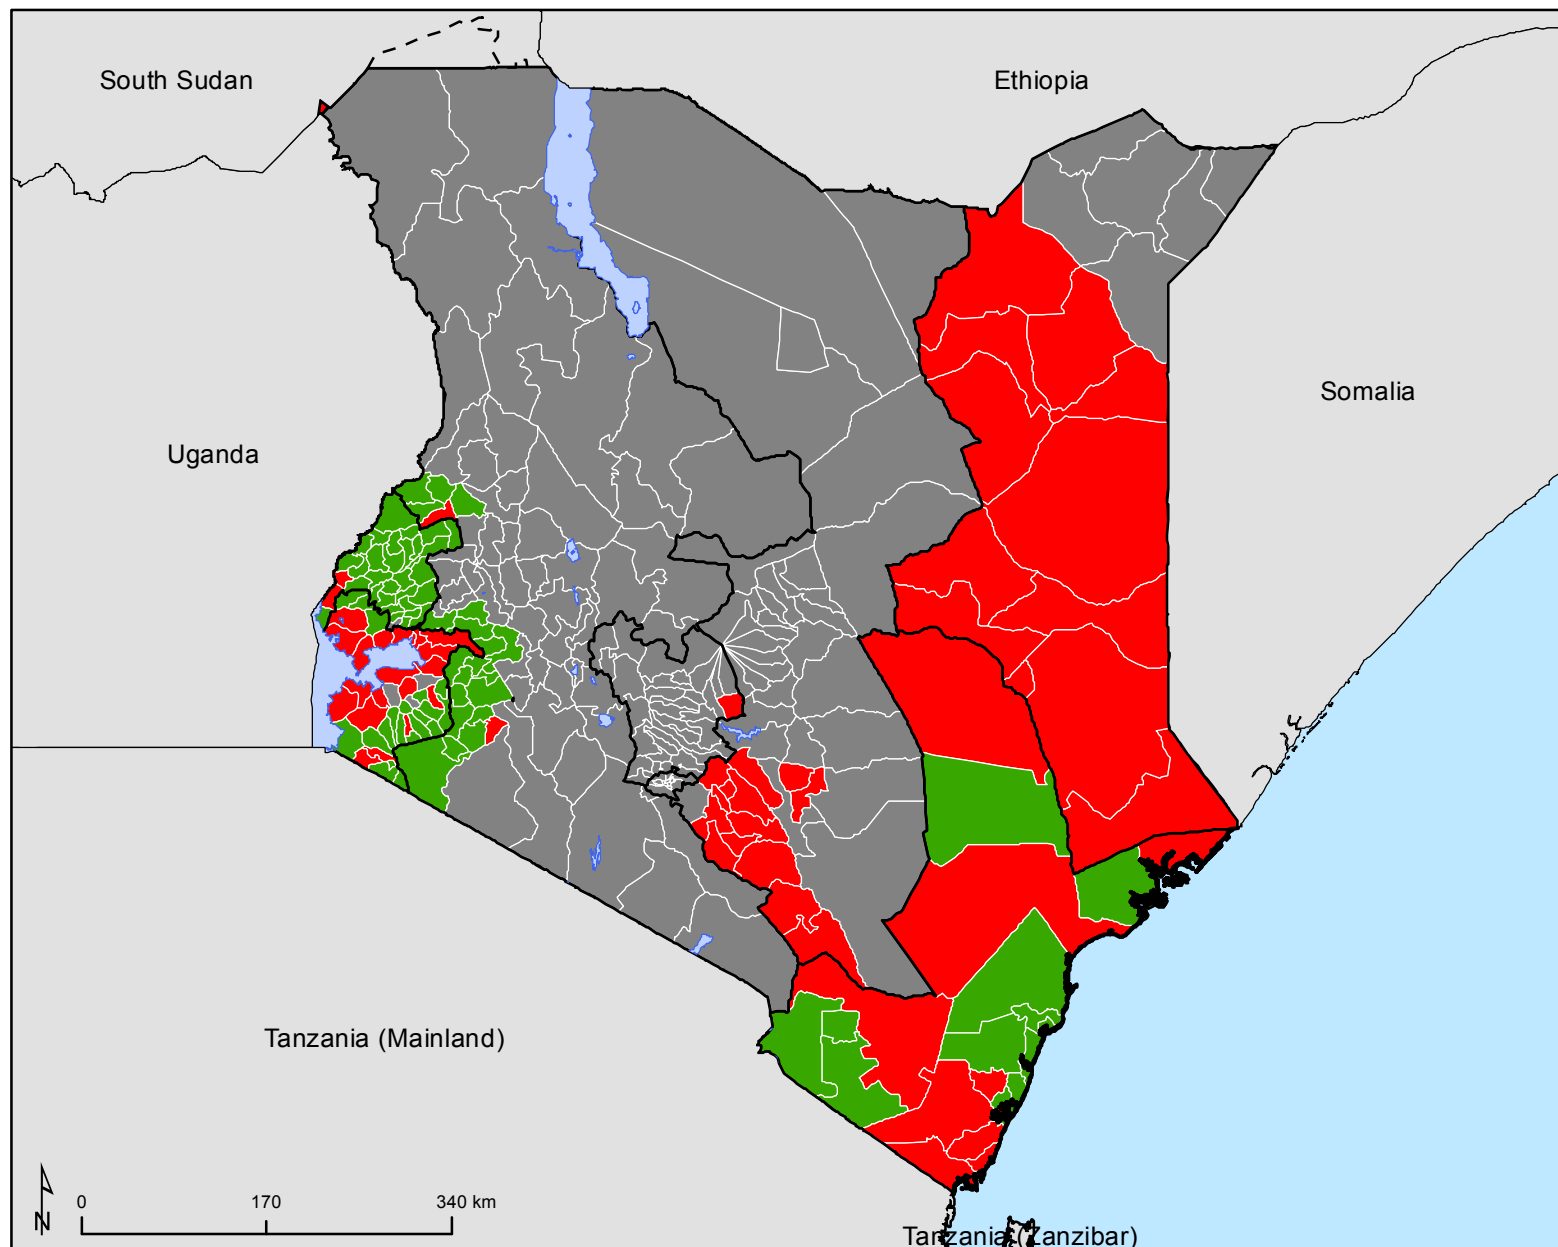 South Sudan
Ethiopia
Somalia
Uganda
Tanzania (Mainland)
N
0 170 340 km
Tanzania (Zanzibar)